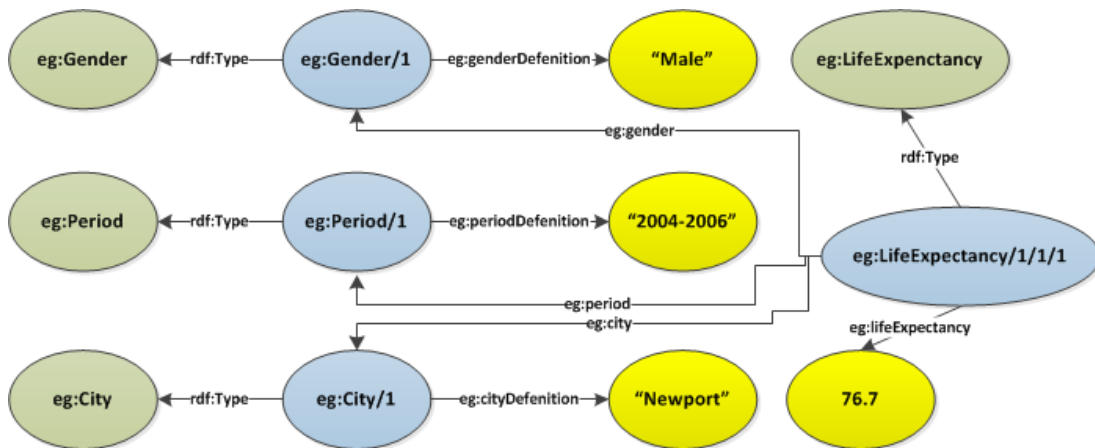 eg:Gender
rdf:Type
eg:Gender/1
eg:genderDefenition
“Male”
eg:LifeExpenctancy
eg:gender
rdf:Type
eg:Period
rdf:Type
eg:Period/1
eg:periodDefenition
“2004-2006”
eg:LifeExpectancy/1/1/1
eg:period
eg:city
eg:lifeExpectancy
eg:City
rdf:Type
eg:City/1
eg:cityDefenition
“Newport”
76.7